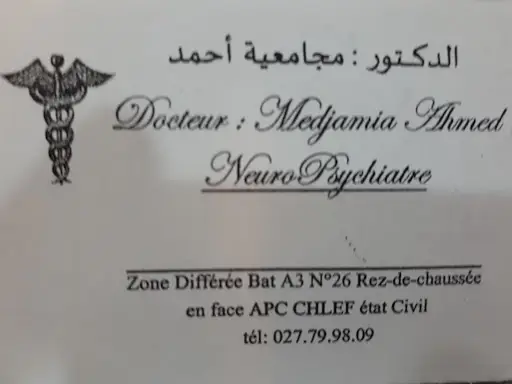 الدكتور : مجامعية أحمد
Docteur : Medjamia Ahmed
NeuroPsychiatre
Zone Différée Bat A3 N°26 Rez-de-chaussée
en face APC CHLEF état Civil
tél: 027.79.98.09